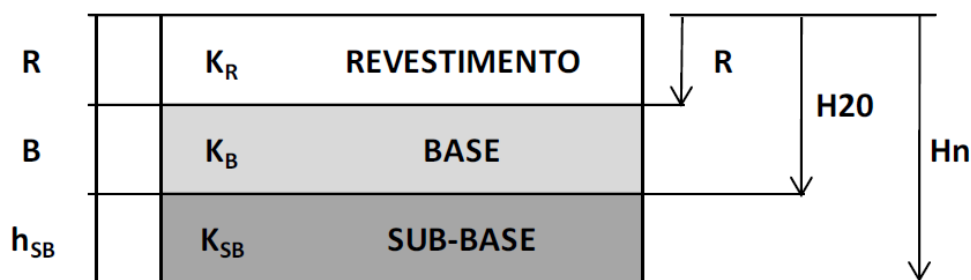 R K_R REVESTIMENTO R
H20
B K_B BASE Hn
h_SB K_SB SUB-BASE